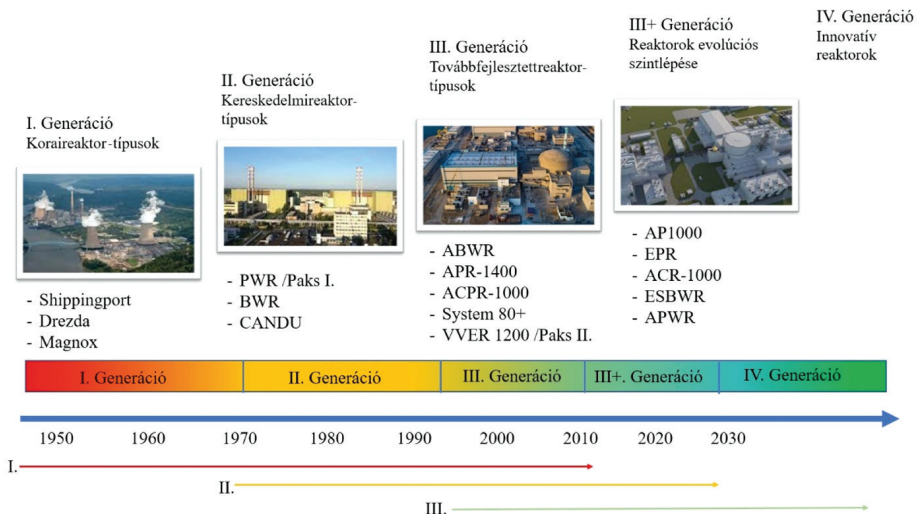 I. Generáció
Koraireaktor-típusok
- Shippingport
- Drezda
- Magnox
II. Generáció
Kereskedelmireaktor-
típusok
- PWR /Paks I.
- BWR
- CANDU
III. Generáció
Továbbfejlesztettreaktor-
típusok
- ABWR
- APR-1400
- ACPR-1000
- System 80+
- VVER 1200 /Paks II.
III+ Generáció
Reaktorok evolúciós
szintlépése
- AP1000
- EPR
- ACR-1000
- ESBWR
- APWR
IV. Generáció
Innovatív
reaktorok
I. Generáció
II. Generáció
III. Generáció
III+. Generáció
IV. Generáció
1950
1960
1970
1980
1990
2000
2010
2020
2030
I.
II.
III.